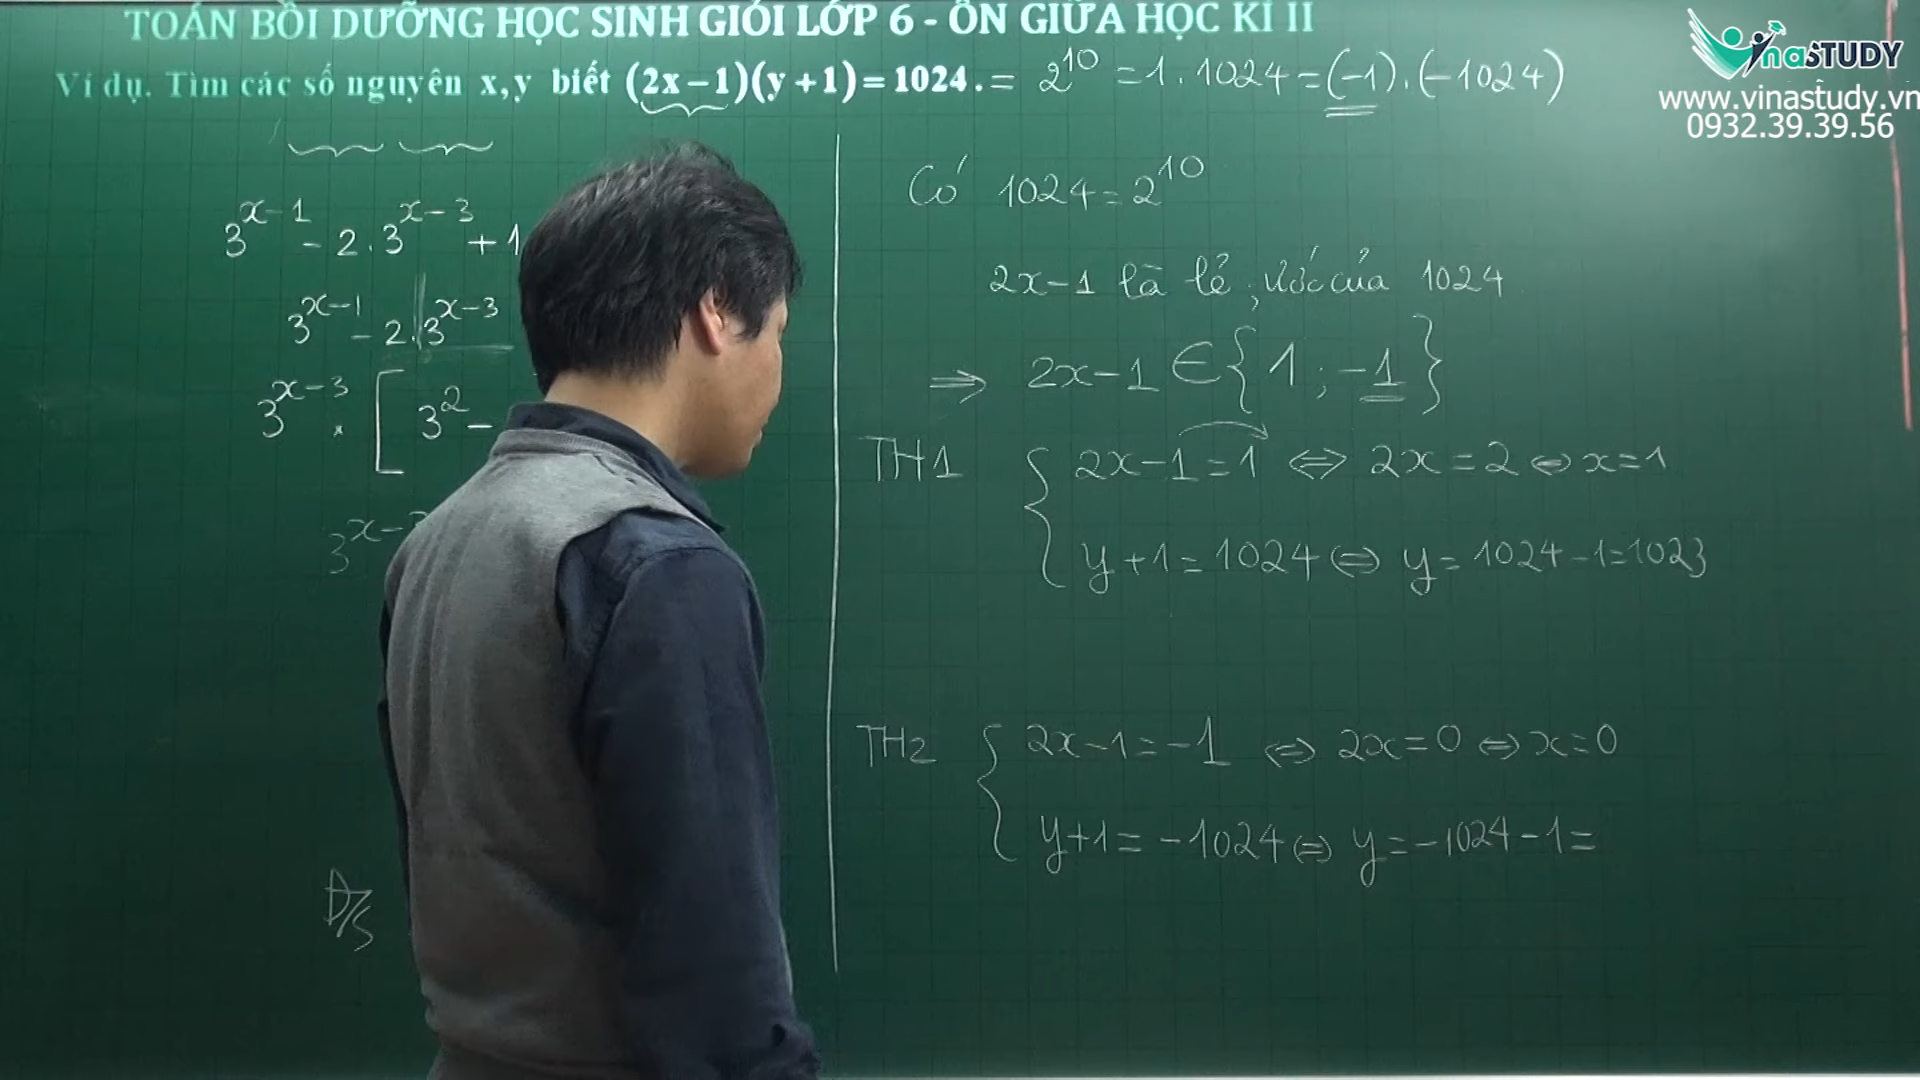 TOÁN BỒI DƯỠNG HỌC SINH GIỎI LỚP 6 - ÔN GIỮA HỌC KÌ II
VinaSTUDY
www.vinastudy.vn
0932.39.39.56
Ví dụ. Tìm các số nguyên x,y biết (2x−1)(y+1)=1024. = 2^10 = 1.1024 = (-1).(-1024)
3^x-1 - 2.3^x-3 + 1
3^x-1 - 2.3^x-3
3^x-3 × [ 3^2 -
3^x-
Đ/S
Có 1024 = 2^10
2x-1 là lẻ ; ước của 1024
⇒ 2x-1 ∈ {1 ; -1}
TH1 { 2x-1=1 ⇔ 2x=2 ⇔ x=1
y+1=1024 ⇔ y=1024-1=1023
TH2 { 2x-1=-1 ⇔ 2x=0 ⇔ x=0
y+1=-1024 ⇔ y=-1024-1=